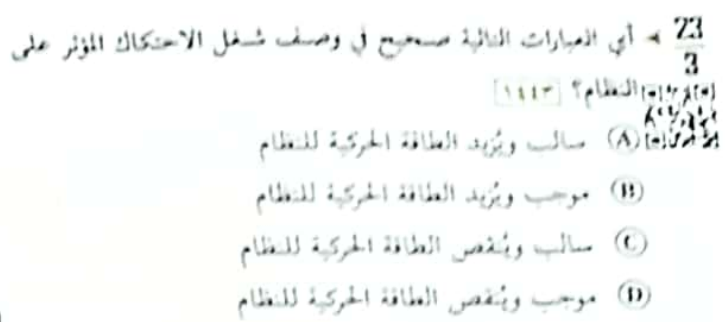 23
3
◄ أي العبارات التالية صحيح في وصف شغل الاحتكاك المؤثر على
النظام؟ [١٤٤٣]
(A) سالب ويُزيد الطاقة الحركية للنظام
(B) موجب ويُزيد الطاقة الحركية للنظام
(C) سالب ويُنقص الطاقة الحركية للنظام
(D) موجب ويُنقص الطاقة الحركية للنظام